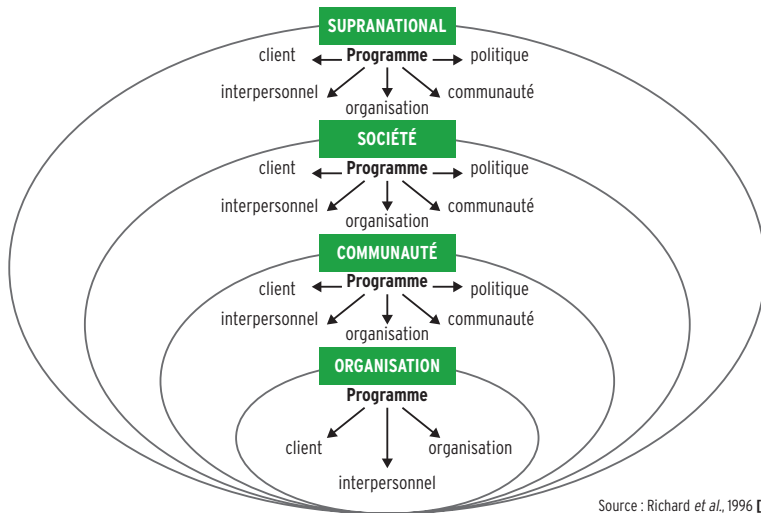 SUPRANATIONAL
client Programme politique
interpersonnel communauté
organisation
SOCIÉTÉ
client Programme politique
interpersonnel communauté
organisation
COMMUNAUTÉ
client Programme politique
interpersonnel communauté
organisation
ORGANISATION
Programme
client organisation
interpersonnel
Source : Richard et al., 1996 [